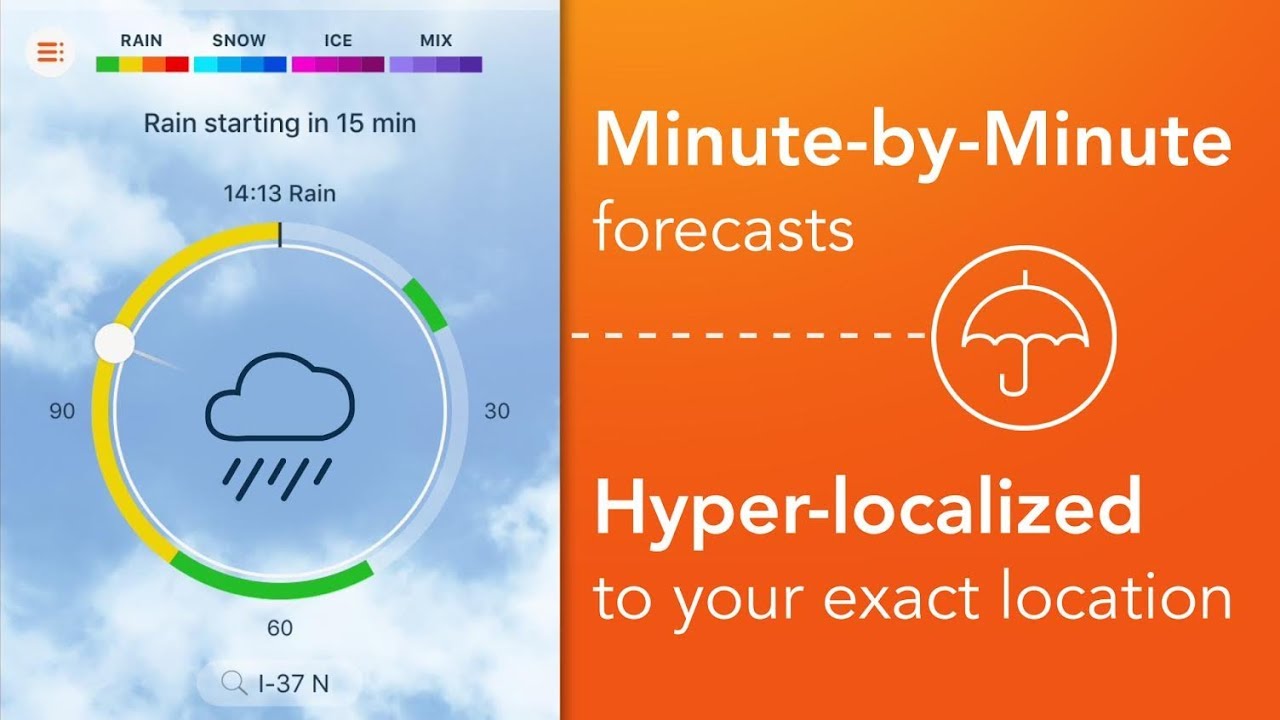 RAIN SNOW ICE MIX
Rain starting in 15 min
14:13 Rain
90
30
60
I-37 N
Minute-by-Minute
forecasts
Hyper-localized
to your exact location